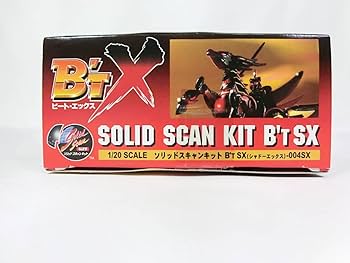 B'T X
ビート・エックス
SOLID SCAN KIT B'T SX
1/20 SCALE ソリッドスキャンキット B'T SX(シャドーエックス)-004SX